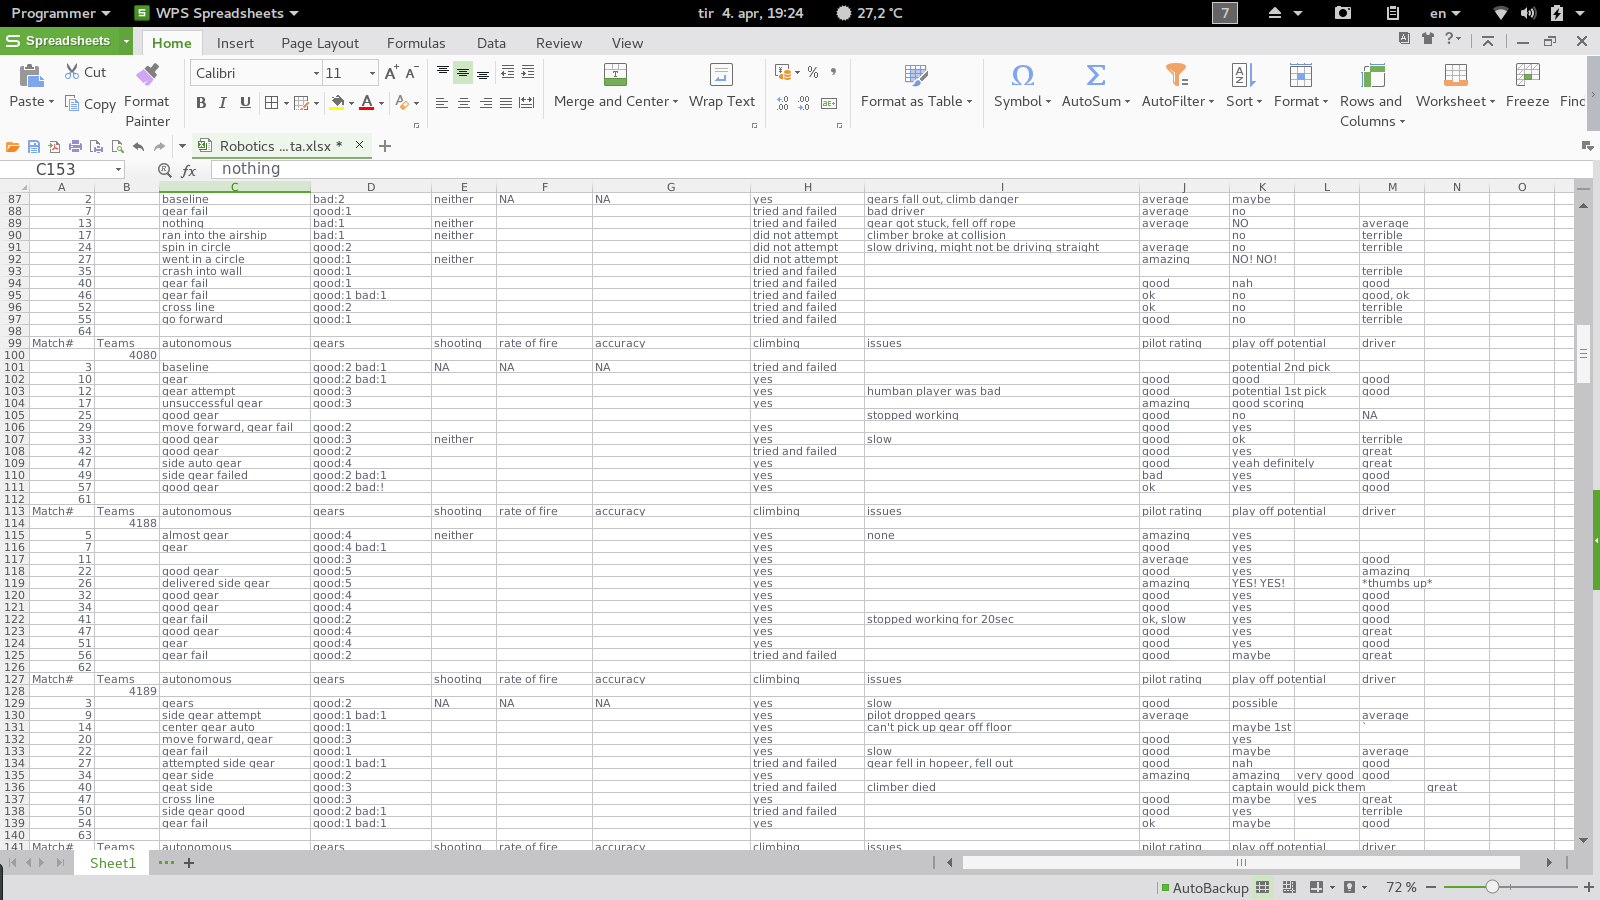 Programmer WPS Spreadsheets tir 4. apr, 19:24 27,2 °C 7 en
Spreadsheets Home Insert Page Layout Formulas Data Review View
Paste Cut Copy Format Painter Calibri 11 B I U Merge and Center Wrap Text Format as Table Symbol AutoSum AutoFilter Sort Format Rows and Columns Worksheet Freeze Finc
Robotics ...ta.xlsx *
C153 fx nothing
A B C D E F G H I J K L M N O
87 2 baseline bad:2 neither NA NA yes gears fall out, climb danger average maybe
88 7 gear fail good:1 tried and failed bad driver average no
89 13 nothing bad:1 neither tried and failed gear got stuck, fell off rope average NO average
90 17 ran into the airship bad:1 neither did not attempt climber broke at collision no terrible
91 24 spin in circle good:2 did not attempt slow driving, might not be driving straight average no terrible
92 27 went in a circle good:1 neither did not attempt amazing NO! NO!
93 35 crash into wall good:1 tried and failed terrible
94 40 gear fail good:1 tried and failed good nah good
95 46 gear fail good:1 bad:1 tried and failed ok no good, ok
96 52 cross line good:2 tried and failed ok no terrible
97 55 go forward good:1 tried and failed good no terrible
98 64
99 Match# Teams autonomous gears shooting rate of fire accuracy climbing issues pilot rating play off potential driver
100 4080
101 3 baseline good:2 bad:1 NA NA NA tried and failed potential 2nd pick
102 10 gear good:2 bad:1 yes good good good
103 12 gear attempt good:3 yes humban player was bad good potential 1st pick good
104 17 unsuccessful gear good:3 yes amazing good scoring
105 25 good gear stopped working good no NA
106 29 move forward, gear fail good:2 yes good yes
107 33 good gear good:3 neither yes slow good ok terrible
108 42 good gear good:2 tried and failed good yes great
109 47 side auto gear good:4 yes good yeah definitely great
110 49 side gear failed good:2 bad:1 yes bad yes good
111 57 good gear good:2 bad:! yes ok yes good
112 61
113 Match# Teams autonomous gears shooting rate of fire accuracy climbing issues pilot rating play off potential driver
114 4188
115 5 almost gear good:4 neither yes none amazing yes
116 7 gear good:4 bad:1 yes good yes
117 11 good:3 yes average yes good
118 22 good gear good:5 yes good yes amazing
119 26 delivered side gear good:5 yes amazing YES! YES! *thumbs up*
120 32 good gear good:4 yes good yes good
121 34 good gear good:4 yes good yes good
122 41 gear fail good:2 yes stopped working for 20sec ok, slow yes good
123 47 good gear good:4 yes good yes great
124 51 gear good:4 yes good yes good
125 56 gear fail good:2 tried and failed good maybe great
126 62
127 Match# Teams autonomous gears shooting rate of fire accuracy climbing issues pilot rating play off potential driver
128 4189
129 3 gears good:2 NA NA NA yes slow good possible
130 9 side gear attempt good:1 bad:1 yes pilot dropped gears average average
131 14 center gear auto good:1 yes can't pick up gear off floor maybe 1st `
132 20 move forward, gear good:3 yes good yes
133 22 gear fail good:1 yes slow good maybe average
134 27 attempted side gear good:1 bad:1 tried and failed gear fell in hopeer, fell out good nah good
135 34 gear side good:2 yes amazing amazing very good good
136 40 geat side good:3 tried and failed climber died captain would pick them great
137 47 cross line good:3 yes good maybe yes great
138 50 side gear good good:2 bad:1 tried and failed good yes terrible
139 54 gear fail good:1 bad:1 yes ok maybe good
140 63
141 Match# Teams autonomous gears shooting rate of fire accuracy climbing issues pilot rating play off potential driver
Sheet1
AutoBackup 72 %